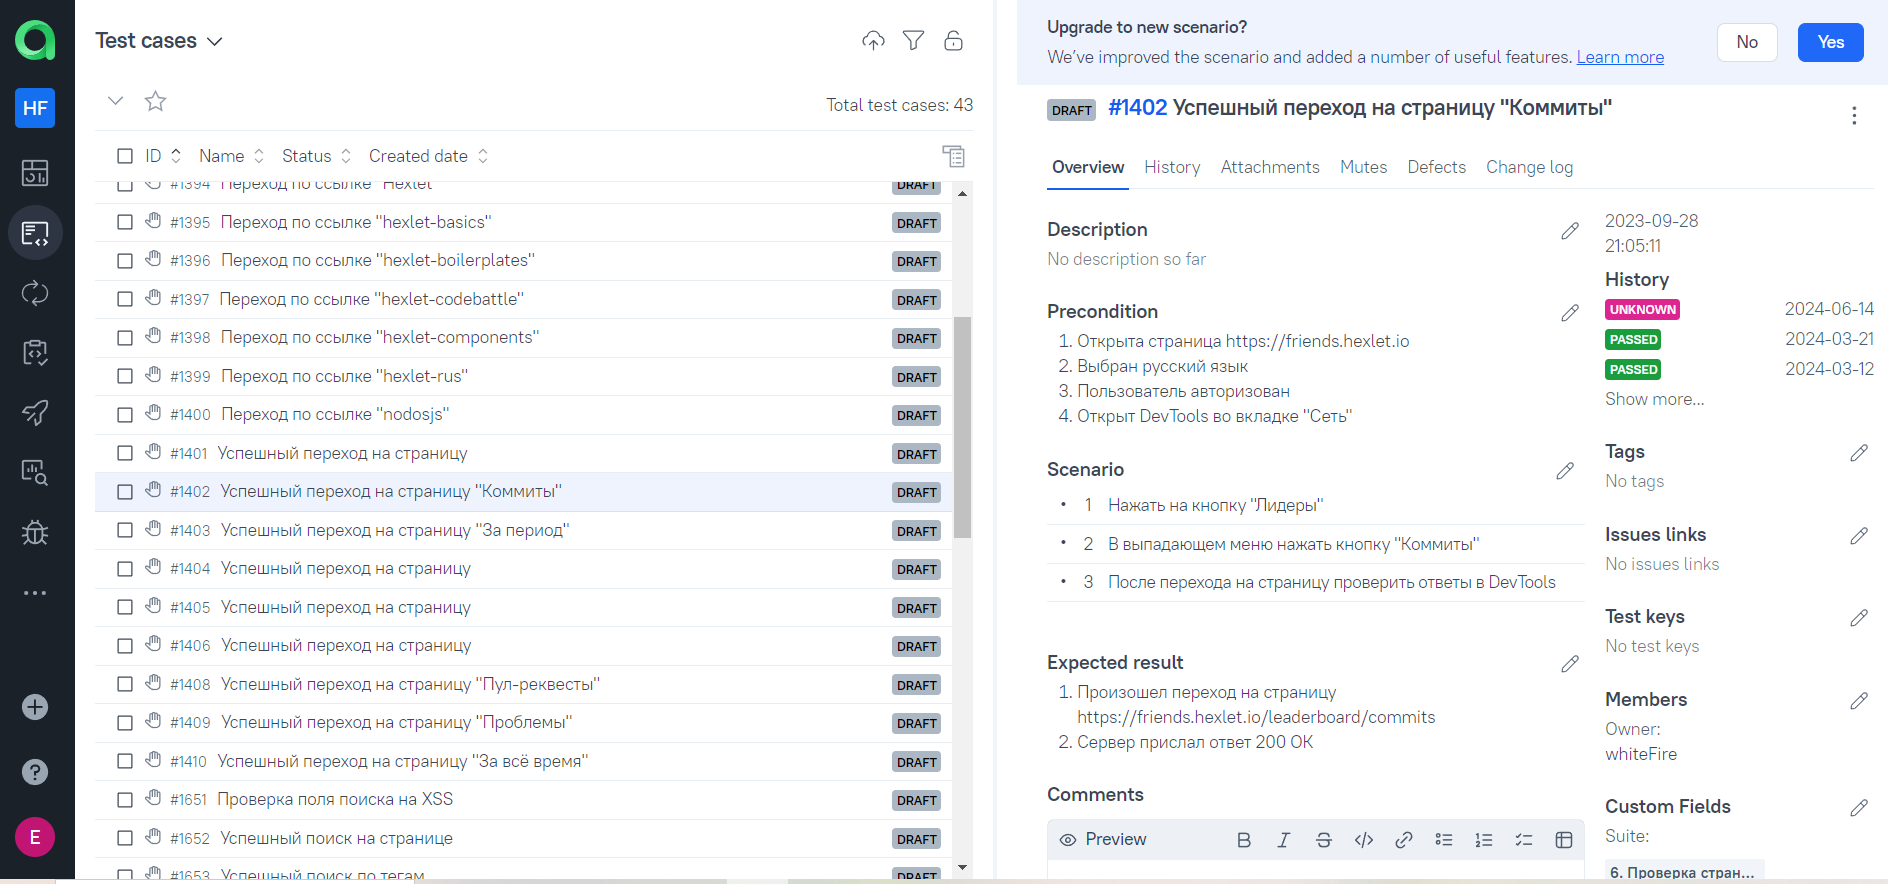 Test cases
HF
Total test cases: 43
ID Name Status Created date
#1394 Переход по ссылке "Hexlet" DRAFT
#1395 Переход по ссылке "hexlet-basics" DRAFT
#1396 Переход по ссылке "hexlet-boilerplates" DRAFT
#1397 Переход по ссылке "hexlet-codebattle" DRAFT
#1398 Переход по ссылке "hexlet-components" DRAFT
#1399 Переход по ссылке "hexlet-rus" DRAFT
#1400 Переход по ссылке "nodosjs" DRAFT
#1401 Успешный переход на страницу DRAFT
#1402 Успешный переход на страницу "Коммиты" DRAFT
#1403 Успешный переход на страницу "За период" DRAFT
#1404 Успешный переход на страницу DRAFT
#1405 Успешный переход на страницу DRAFT
#1406 Успешный переход на страницу DRAFT
#1408 Успешный переход на страницу "Пул-реквесты" DRAFT
#1409 Успешный переход на страницу "Проблемы" DRAFT
#1410 Успешный переход на страницу "За всё время" DRAFT
#1651 Проверка поля поиска на XSS DRAFT
#1652 Успешный поиск на странице DRAFT
#1653 Успешный поиск по тегам DRAFT
E
Upgrade to new scenario?
We've improved the scenario and added a number of useful features. Learn more
No
Yes
DRAFT #1402 Успешный переход на страницу "Коммиты"
Overview History Attachments Mutes Defects Change log
Description
No description so far
Precondition
1. Открыта страница https://friends.hexlet.io
2. Выбран русский язык
3. Пользователь авторизован
4. Открыт DevTools во вкладке "Сеть"
Scenario
• 1 Нажать на кнопку "Лидеры"
• 2 В выпадающем меню нажать кнопку "Коммиты"
• 3 После перехода на страницу проверить ответы в DevTools
Expected result
1. Произошел переход на страницу
https://friends.hexlet.io/leaderboard/commits
2. Сервер прислал ответ 200 OK
Comments
Preview
2023-09-28
21:05:11
History
UNKNOWN 2024-06-14
PASSED 2024-03-21
PASSED 2024-03-12
Show more...
Tags
No tags
Issues links
No issues links
Test keys
No test keys
Members
Owner:
whiteFire
Custom Fields
Suite:
6. Проверка стран...